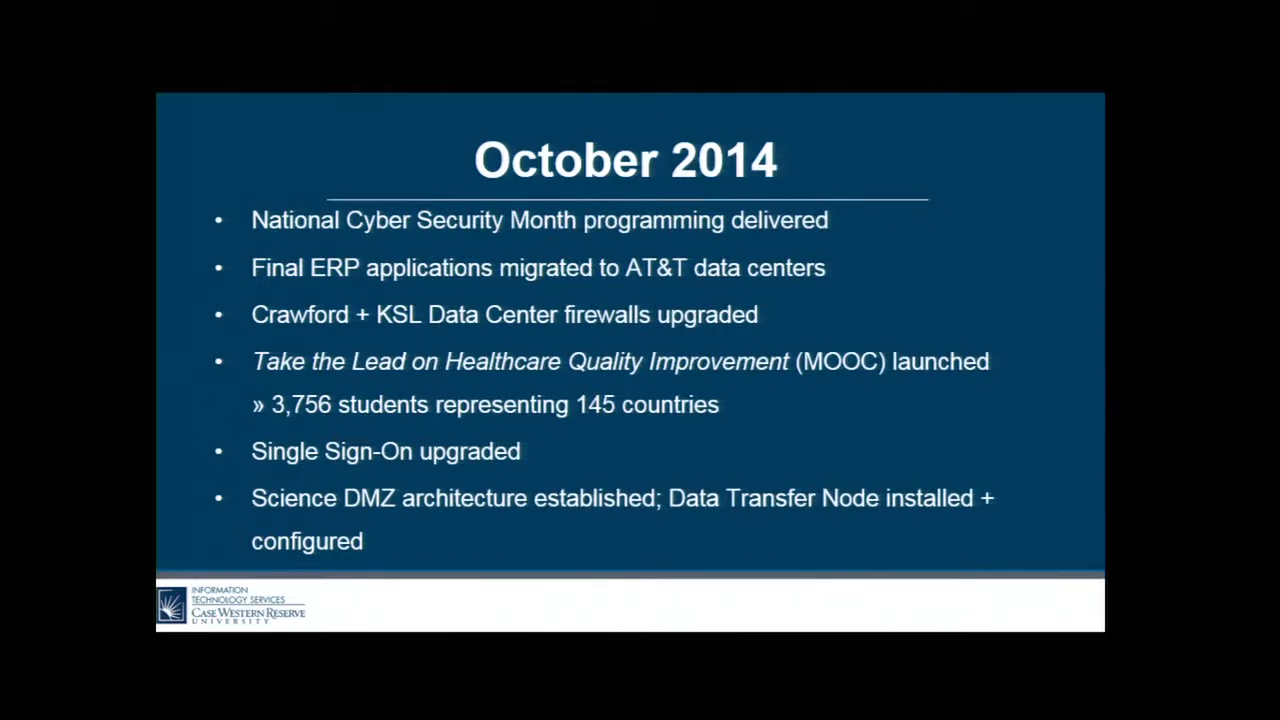 October 2014
• National Cyber Security Month programming delivered
• Final ERP applications migrated to AT&T data centers
• Crawford + KSL Data Center firewalls upgraded
• Take the Lead on Healthcare Quality Improvement (MOOC) launched
» 3,756 students representing 145 countries
• Single Sign-On upgraded
• Science DMZ architecture established; Data Transfer Node installed +
configured
INFORMATION
TECHNOLOGY SERVICES
CASE WESTERN RESERVE
UNIVERSITY